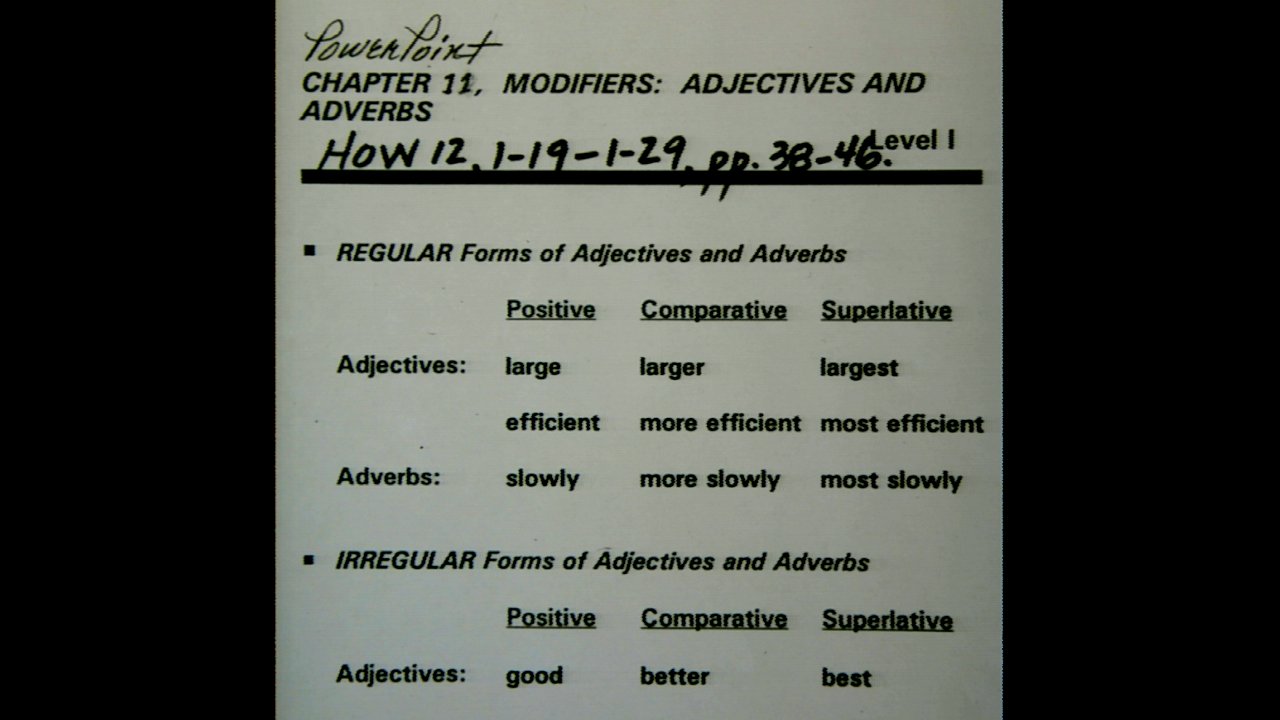 PowerPoint
CHAPTER 11, MODIFIERS: ADJECTIVES AND
ADVERBS
HOW 12, 1-19-1-29, pp. 38-46. Level I
▪ REGULAR Forms of Adjectives and Adverbs
Positive Comparative Superlative
Adjectives: large larger largest
efficient more efficient most efficient
Adverbs: slowly more slowly most slowly
▪ IRREGULAR Forms of Adjectives and Adverbs
Positive Comparative Superlative
Adjectives: good better best